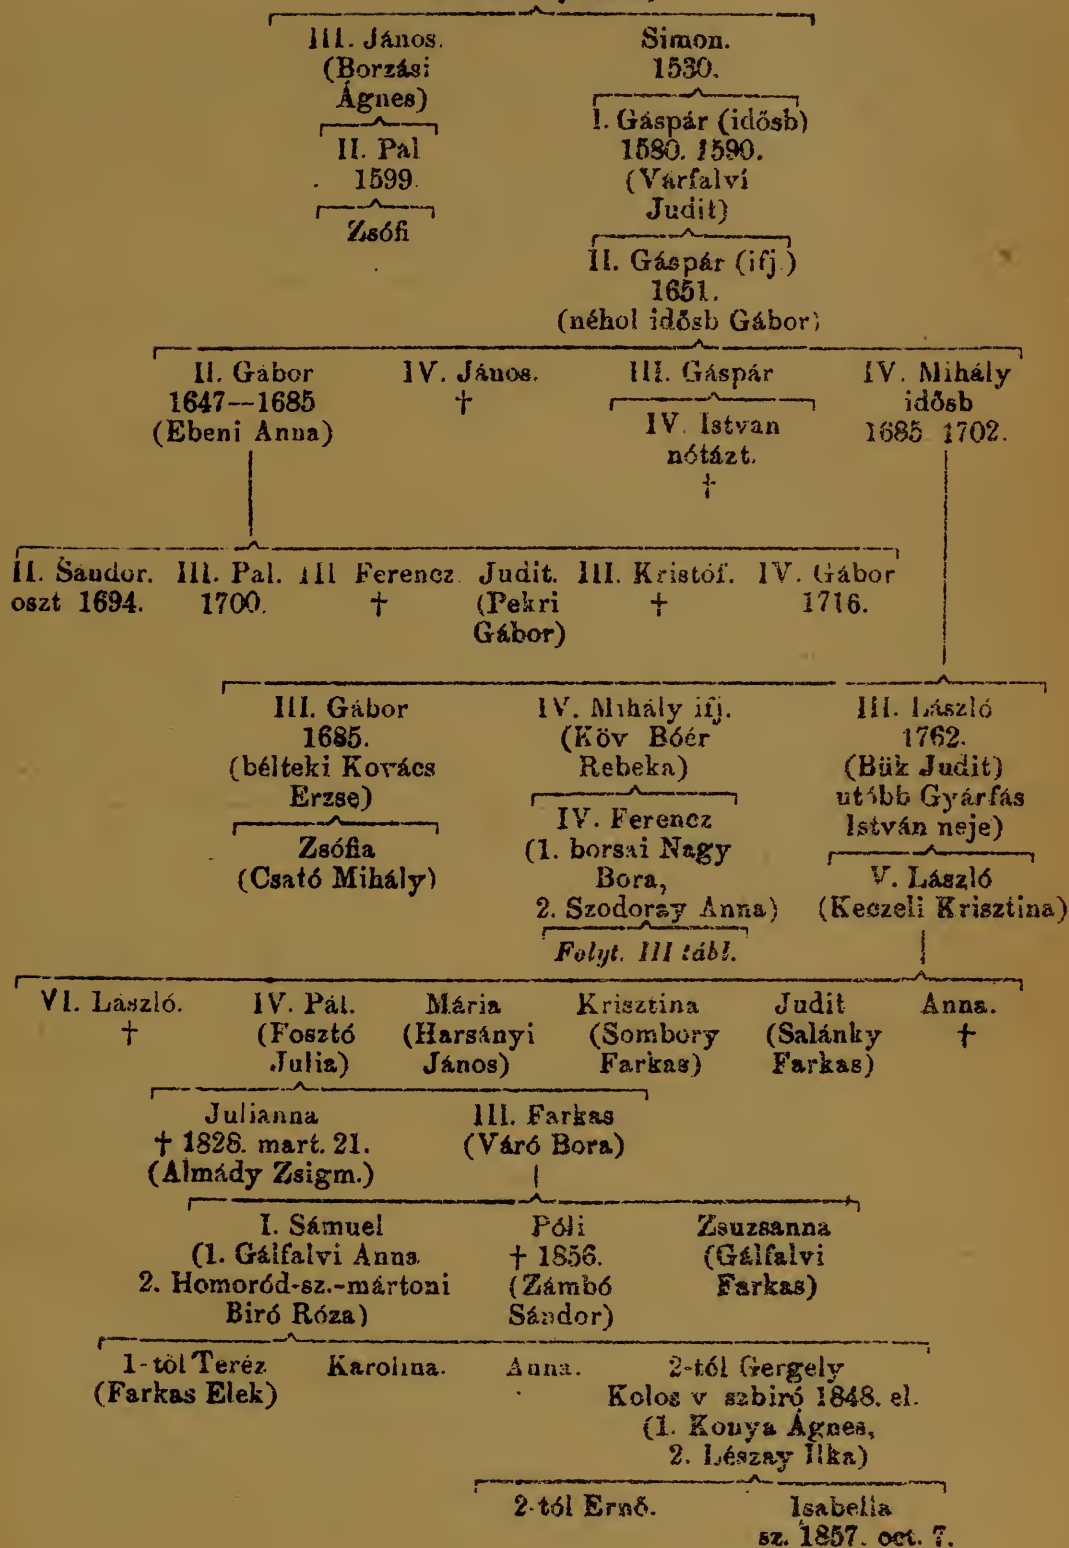 III. János. Simon.
(Borzási 1530.
Ágnes) I. Gáspár (idősb)
II. Pal 1580. 1590.
1599. (Várfalvi
Zsófi Judit)
II. Gáspár (ifj.)
1651.
(néhol idősb Gábor)
II. Gábor IV. János. III. Gáspár IV. Mihály
1647—1685 † IV. Istvan idősb
(Ebeni Anna) nótázt. 1685 1702.
†
II. Sándor. III. Pal. III Ferencz. Judit. III. Kristóf. IV. Gábor
oszt 1694. 1700. † (Pekri † 1716.
Gábor)
III. Gábor IV. Mihály ifj. III. László
1685. (Köv Bóér 1762.
(bélteki Kovács Rebeka) (Bük Judit)
Erzse) IV. Ferencz utóbb Gyárfás
Zsófia (1. borsai Nagy István neje)
(Csató Mihály) Bora, V. László
2. Szodoray Anna) (Keczeli Krisztina)
Folyt. III tábl.
VI. László. IV. Pál. Mária Krisztina Judit Anna.
† (Fosztó (Harsányi (Sombory (Salánky †
Julia) János) Farkas) Farkas)
Julianna III. Farkas
† 1828. mart. 21. (Váró Bora)
(Almády Zsigm.)
I. Sámuel Póli Zsuzsanna
(1. Gálfalvi Anna. † 1856. (Gálfalvi
2. Homoród-sz.-mártoni (Zámbó Farkas)
Biró Róza) Sándor)
1-től Teréz Karolina. Anna. 2-tól Gergely
(Farkas Elek) Kolos v szbiró 1848. el.
(1. Konya Ágnes,
2. Lészay Ilka)
2-tól Ernő. Isabella
sz. 1857. oct. 7.